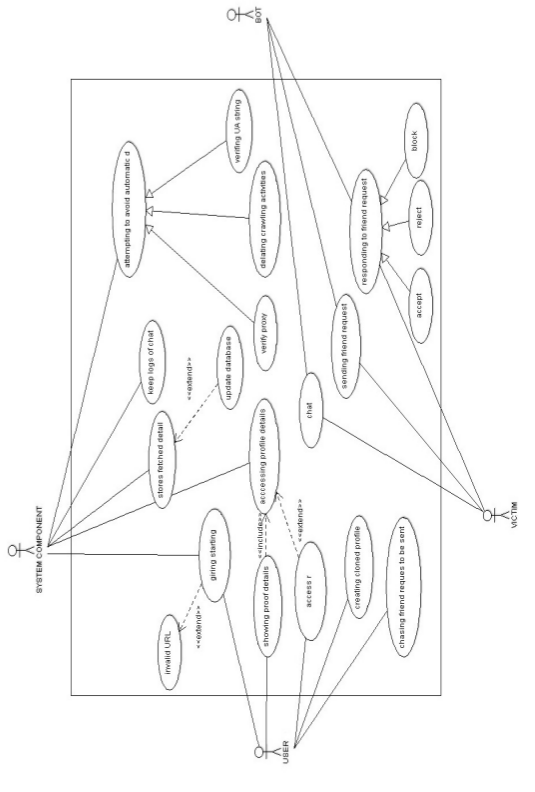 SYSTEM COMPONENT
BOT
USER
VICTIM
invalid URL
<<extend>>
giring starting
stores fetched detail
<<extend>>
update database
keep logs of chat
attempting to avoid automatic d
verifing UA string
delating crawling activities
verify proxy
acccessing profile details
<<include>>
showing proof details
<<extend>>
access r
creating cloned profile
chasing friend reques to be sent
chat
sending friend request
responding to friend request
accept
reject
block